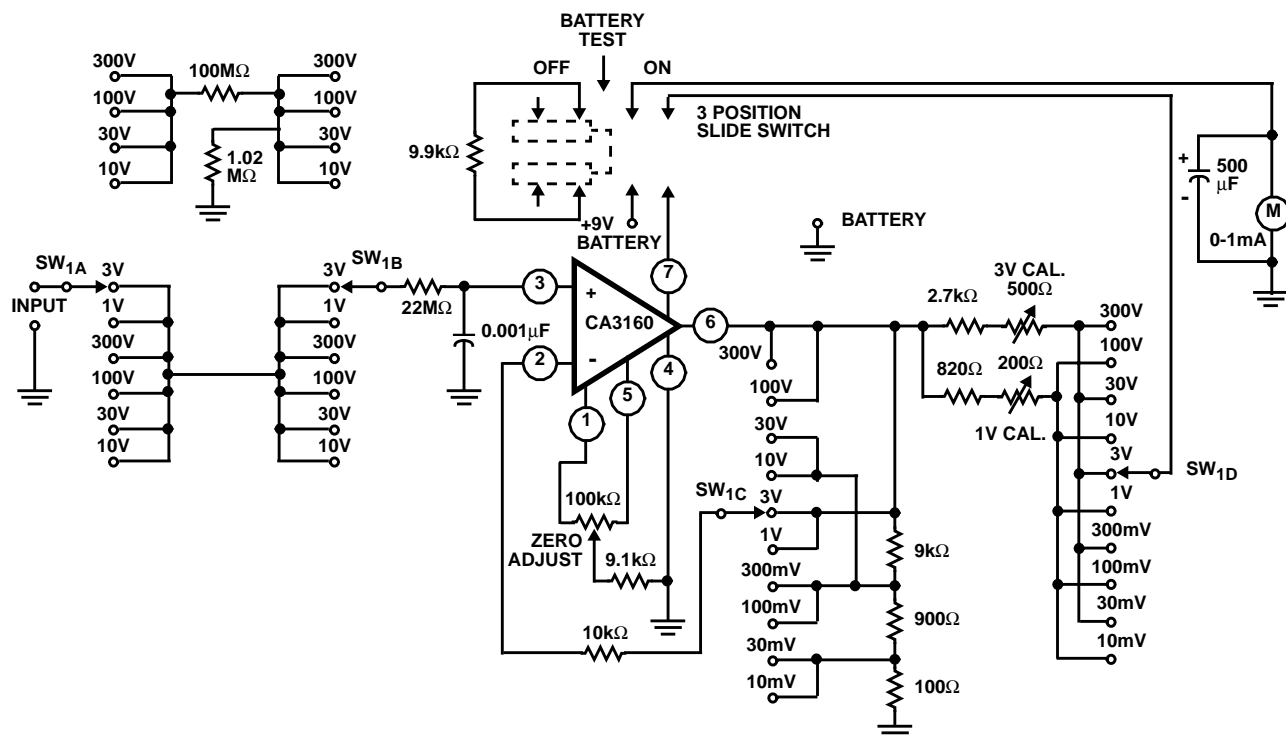 BATTERY
TEST
OFF
ON
3 POSITION
SLIDE SWITCH
300V
100V
30V
10V
100MΩ
1.02
MΩ
300V
100V
30V
10V
9.9kΩ
+9V
BATTERY
BATTERY
+
500
µF
-
M
0-1mA
SW1A
INPUT
3V
1V
300V
100V
30V
10V
3V
1V
300V
100V
30V
10V
SW1B
22MΩ
0.001µF
3
2
+
-
CA3160
7
6
4
5
1
100kΩ
ZERO
ADJUST
9.1kΩ
10kΩ
SW1C
300V
100V
30V
10V
3V
1V
300mV
100mV
30mV
10mV
9kΩ
900Ω
100Ω
2.7kΩ
3V CAL.
500Ω
820Ω
200Ω
1V CAL.
300V
100V
30V
10V
3V
1V
300mV
100mV
30mV
10mV
SW1D